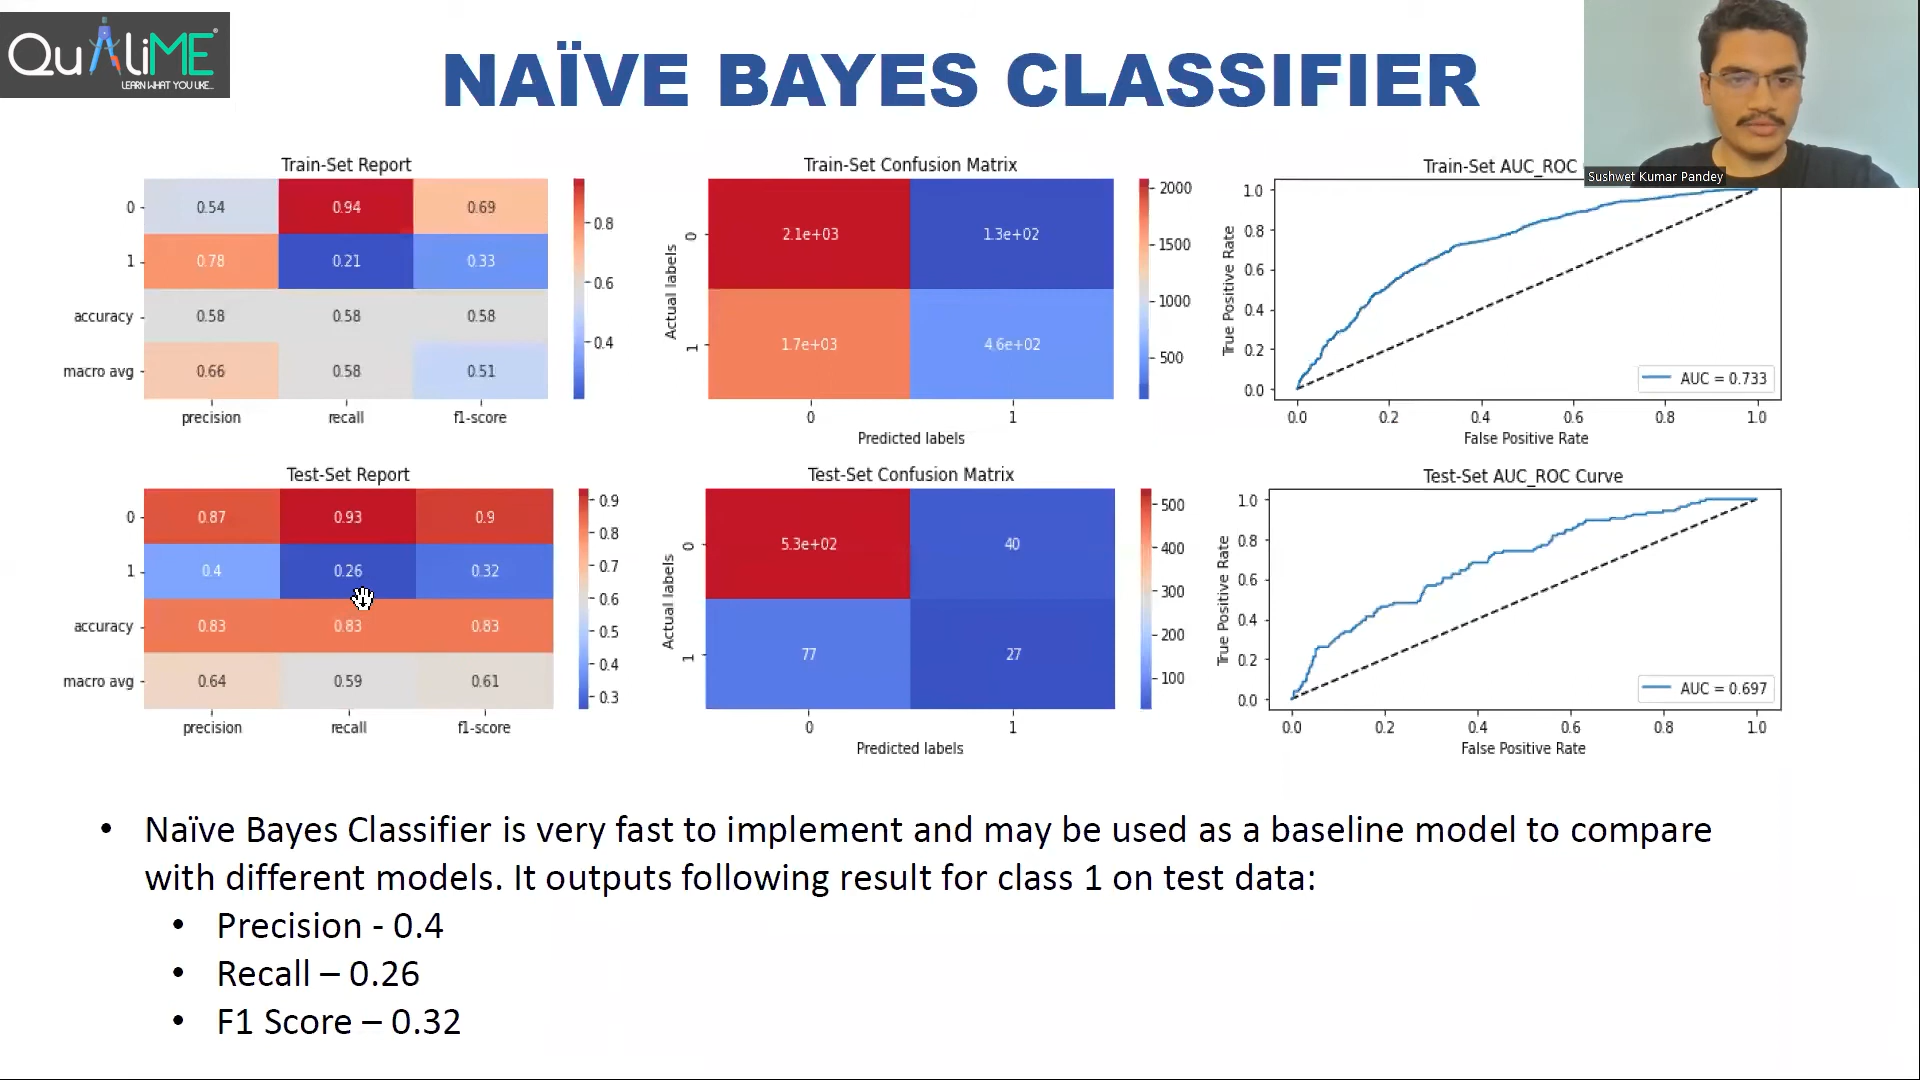 QuAliME
LEARN WHAT YOU LIKE...
NAÏVE BAYES CLASSIFIER
Sushwet Kumar Pandey
Train-Set Report
0
1
accuracy
macro avg
0.54 0.94 0.69
0.78 0.21 0.33
0.58 0.58 0.58
0.66 0.58 0.51
precision recall f1-score
0.8
0.6
0.4
Train-Set Confusion Matrix
Actual labels
0
1
2.1e+03 1.3e+02
1.7e+03 4.6e+02
0 1
Predicted labels
2000
1500
1000
500
Train-Set AUC_ROC
True Positive Rate
1.0
0.8
0.6
0.4
0.2
0.0
AUC = 0.733
0.0 0.2 0.4 0.6 0.8 1.0
False Positive Rate
Test-Set Report
0
1
accuracy
macro avg
0.87 0.93 0.9
0.4 0.26 0.32
0.83 0.83 0.83
0.64 0.59 0.61
precision recall f1-score
0.9
0.8
0.7
0.6
0.5
0.4
0.3
Test-Set Confusion Matrix
Actual labels
0
1
5.3e+02 40
77 27
0 1
Predicted labels
500
400
300
200
100
Test-Set AUC_ROC Curve
True Positive Rate
1.0
0.8
0.6
0.4
0.2
0.0
AUC = 0.697
0.0 0.2 0.4 0.6 0.8 1.0
False Positive Rate
• Naïve Bayes Classifier is very fast to implement and may be used as a baseline model to compare
with different models. It outputs following result for class 1 on test data:
• Precision - 0.4
• Recall – 0.26
• F1 Score – 0.32